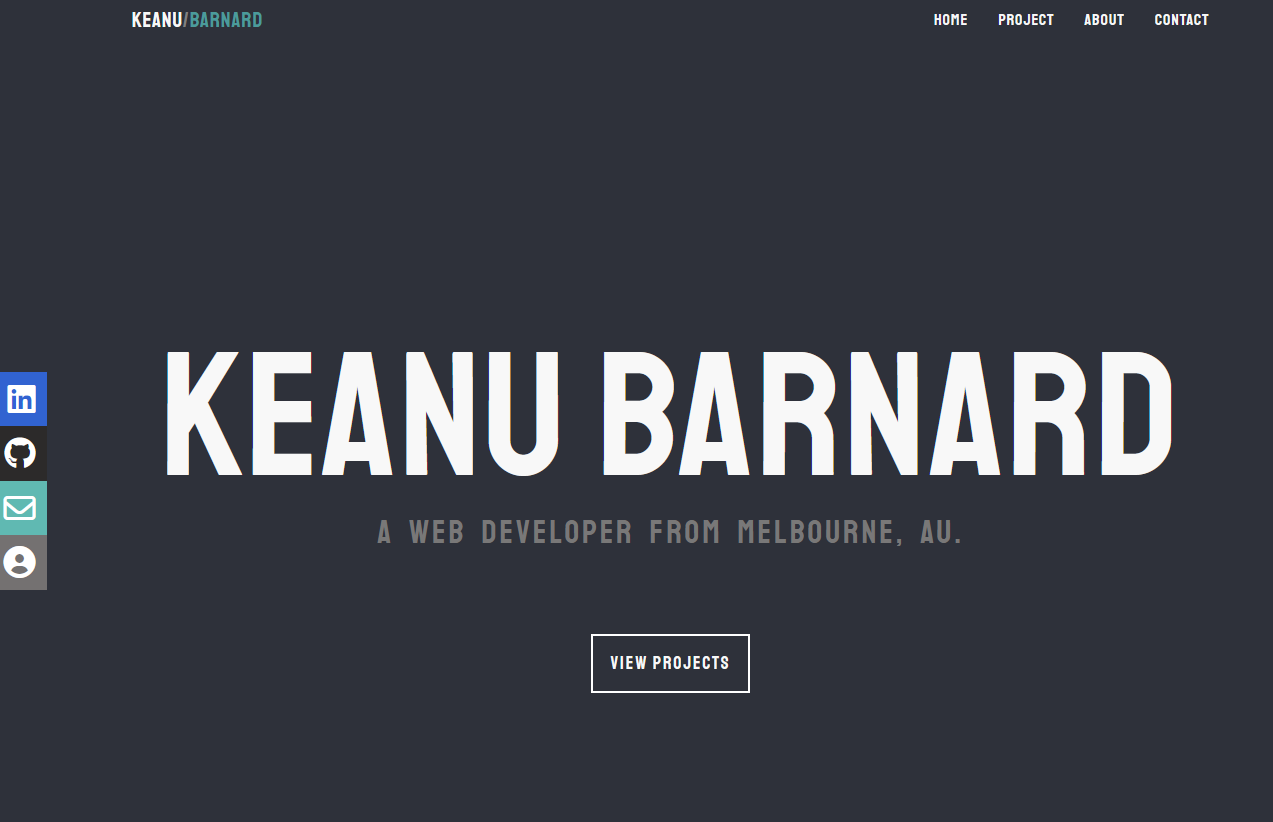 KEANU/BARNARD
HOME PROJECT ABOUT CONTACT
KEANU BARNARD
in
A WEB DEVELOPER FROM MELBOURNE, AU.
VIEW PROJECTS